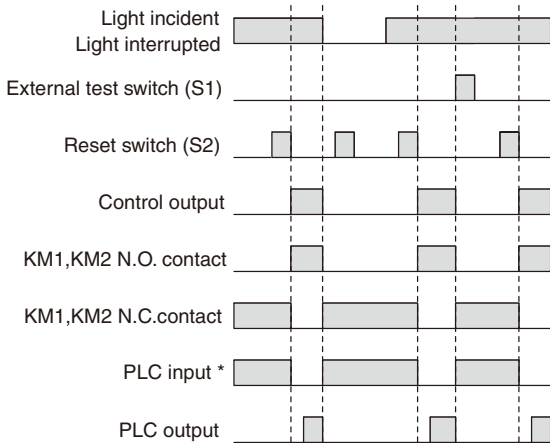 Light incident
Light interrupted
External test switch (S1)
Reset switch (S2)
Control output
KM1,KM2 N.O. contact
KM1,KM2 N.C.contact
PLC input *
PLC output